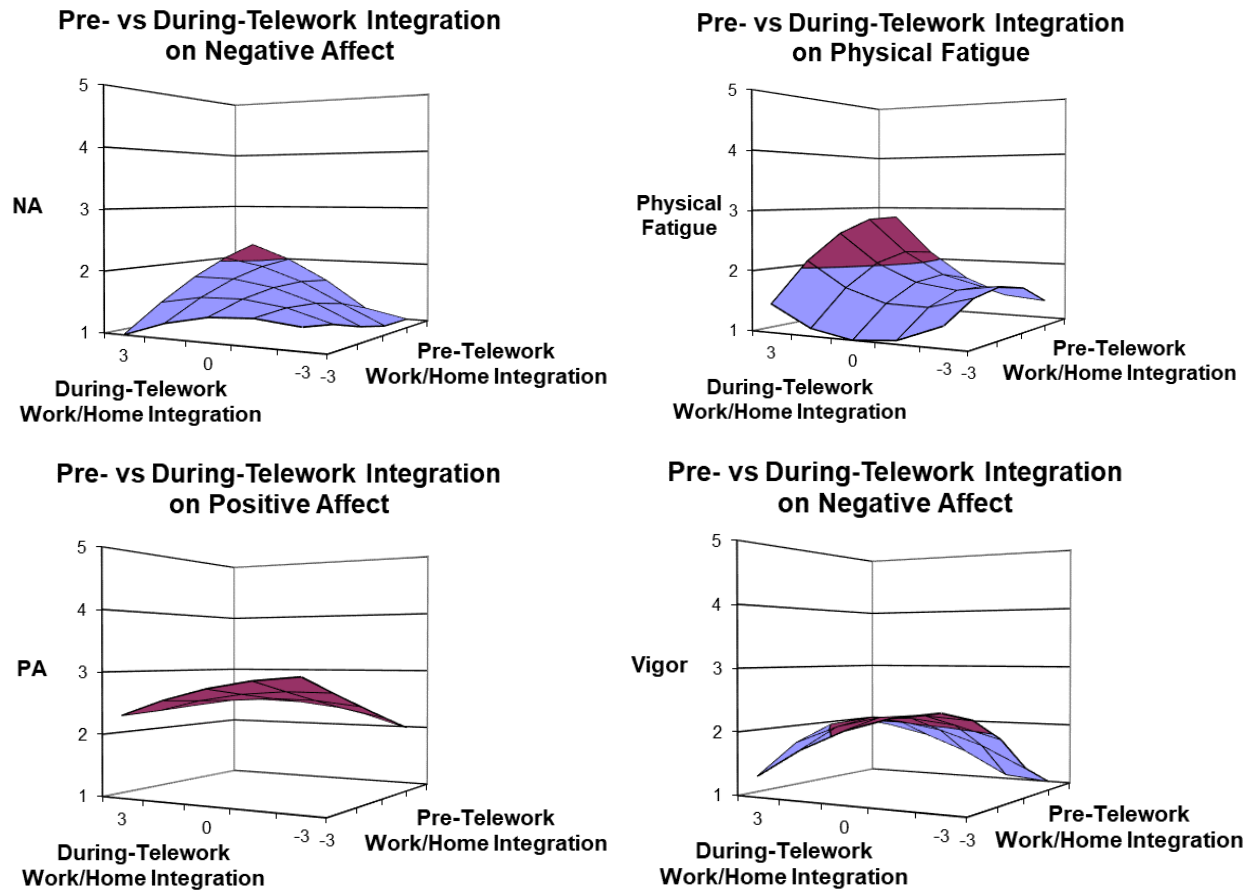 Pre- vs During-Telework Integration
on Negative Affect
5
4
3
2
1
NA
3
0
-3
-3
During-Telework
Work/Home Integration
Pre-Telework
Work/Home Integration
Pre- vs During-Telework Integration
on Physical Fatigue
5
4
3
2
1
Physical
Fatigue
3
0
-3
-3
During-Telework
Work/Home Integration
Pre-Telework
Work/Home Integration
Pre- vs During-Telework Integration
on Positive Affect
5
4
3
2
1
PA
3
0
-3
-3
During-Telework
Work/Home Integration
Pre-Telework
Work/Home Integration
Pre- vs During-Telework Integration
on Negative Affect
5
4
3
2
1
Vigor
3
0
-3
-3
During-Telework
Work/Home Integration
Pre-Telework
Work/Home Integration